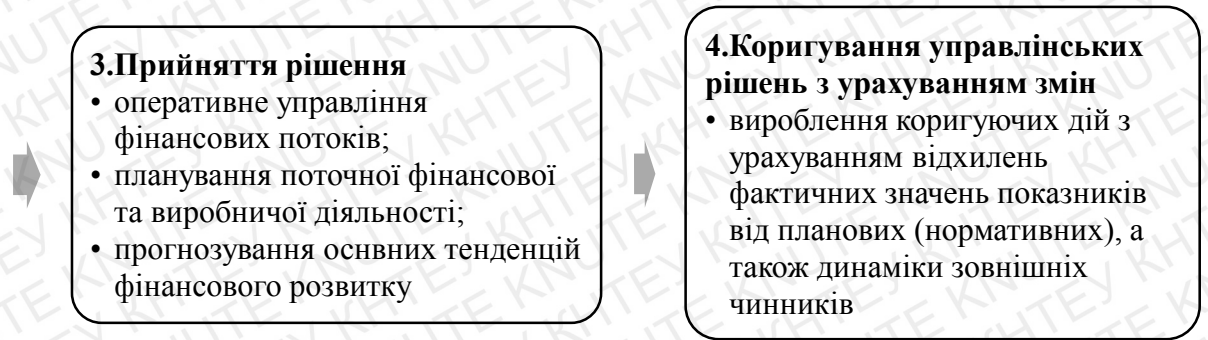 3.Прийняття рішення
• оперативне управління
фінансових потоків;
• планування поточної фінансової
та виробничої діяльності;
• прогнозування оснвних тенденцій
фінансового розвитку
4.Коригування управлінських
рішень з урахуванням змін
• вироблення коригуючих дій з
урахуванням відхилень
фактичних значень показників
від планових (нормативних), а
також динаміки зовнішніх
чинників